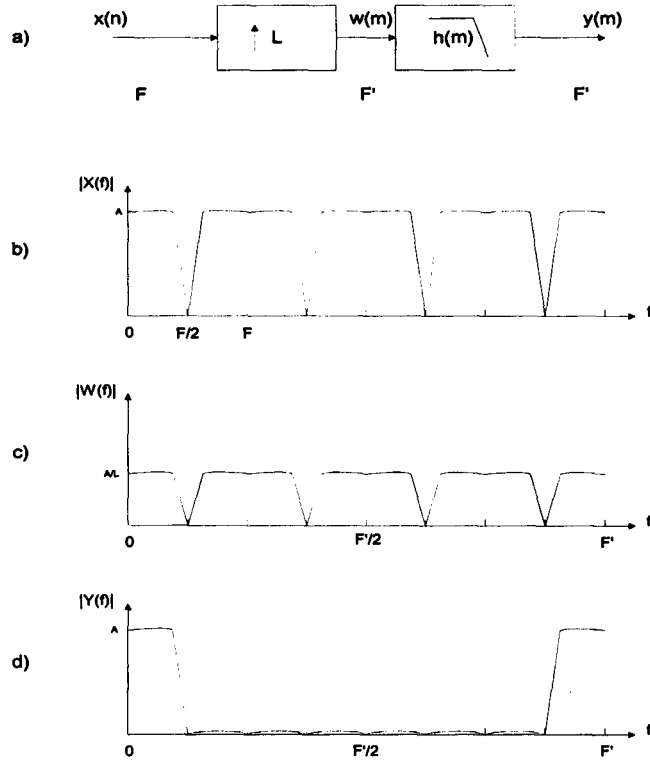 x(n) w(m) y(m)
a) L h(m)
F F' F'
|X(f)|
A
b)
f
0 F/2 F
|W(f)|
c)
A/L
f
0 F'/2 F'
|Y(f)|
A
d)
f
0 F'/2 F'